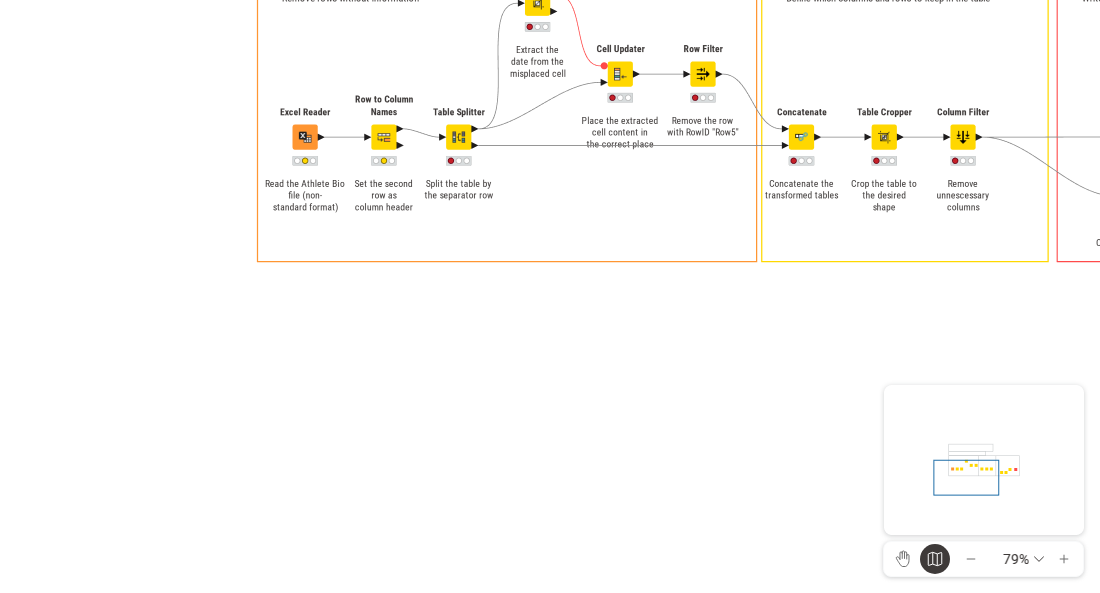 Remove rows without information
Define which columns and rows to keep in the table
Extract the
date from the
misplaced cell
Cell Updater
Row Filter
Place the extracted
cell content in
the correct place
Remove the row
with RowID "Row5"
Excel Reader
Row to Column
Names
Table Splitter
Concatenate
Table Cropper
Column Filter
Read the Athlete Bio
file (non-
standard format)
Set the second
row as
column header
Split the table by
the separator row
Concatenate the
transformed tables
Crop the table to
the desired
shape
Remove
unnescessary
columns
79%